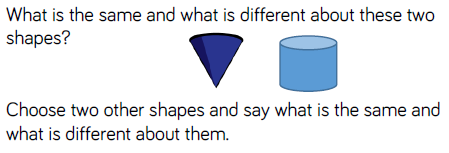 What is the same and what is different about these two
shapes?
Choose two other shapes and say what is the same and
what is different about them.